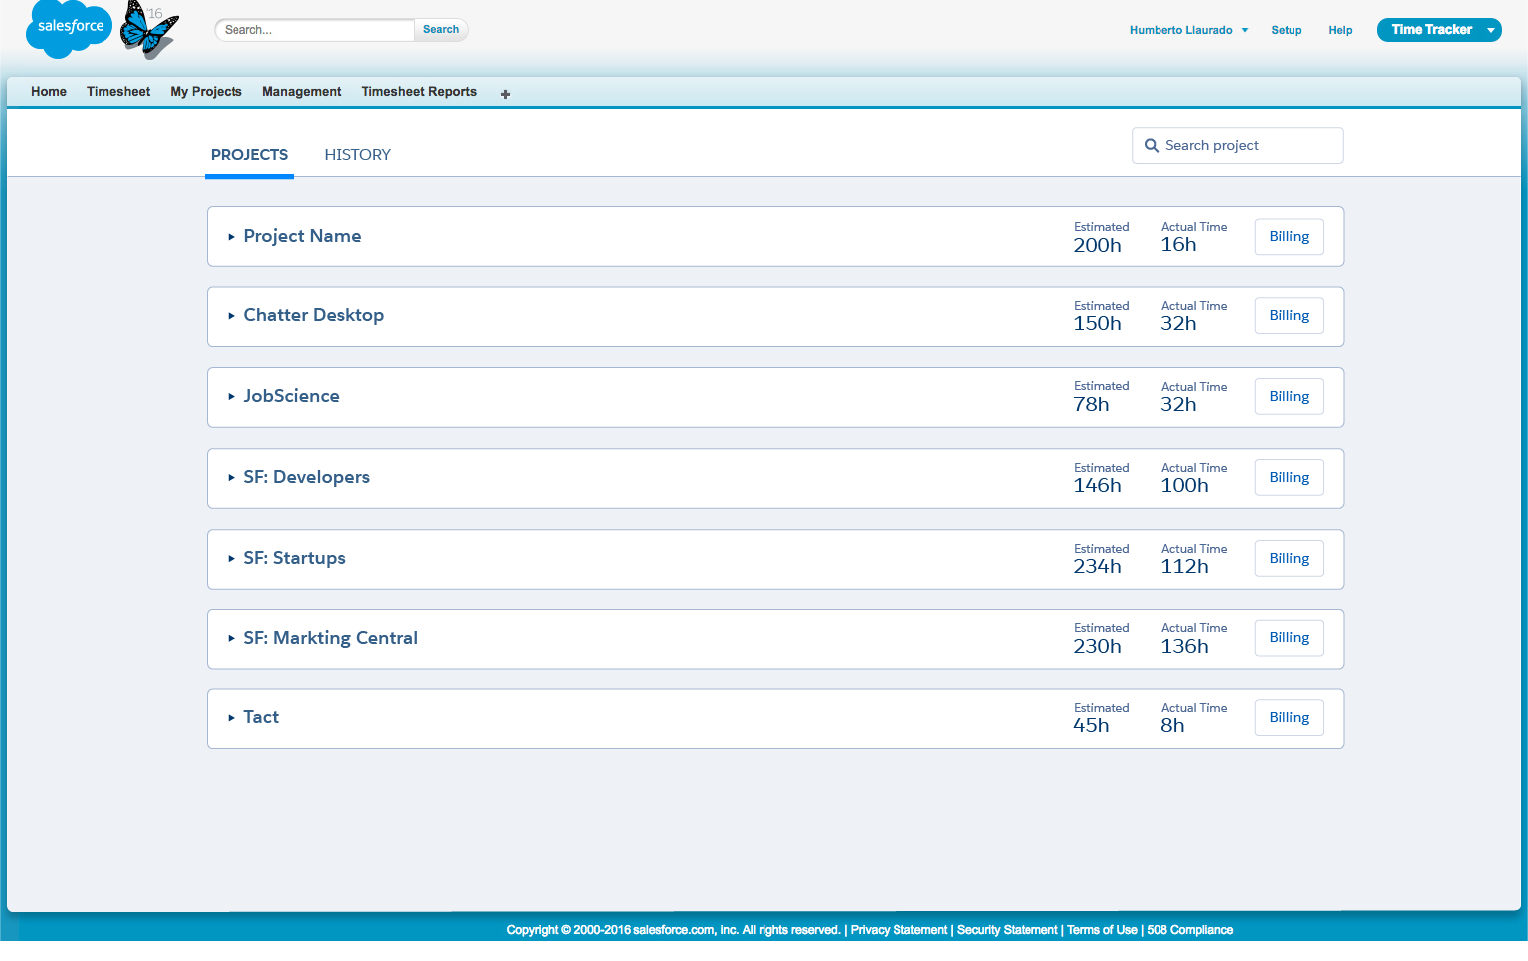 salesforce '16 Search... Search Humberto Llaurado Setup Help Time Tracker
Home Timesheet My Projects Management Timesheet Reports +
PROJECTS HISTORY Search project
Project Name Estimated 200h Actual Time 16h Billing
Chatter Desktop Estimated 150h Actual Time 32h Billing
JobScience Estimated 78h Actual Time 32h Billing
SF: Developers Estimated 146h Actual Time 100h Billing
SF: Startups Estimated 234h Actual Time 112h Billing
SF: Markting Central Estimated 230h Actual Time 136h Billing
Tact Estimated 45h Actual Time 8h Billing
Copyright © 2000-2016 salesforce.com, inc. All rights reserved. | Privacy Statement | Security Statement | Terms of Use | 508 Compliance